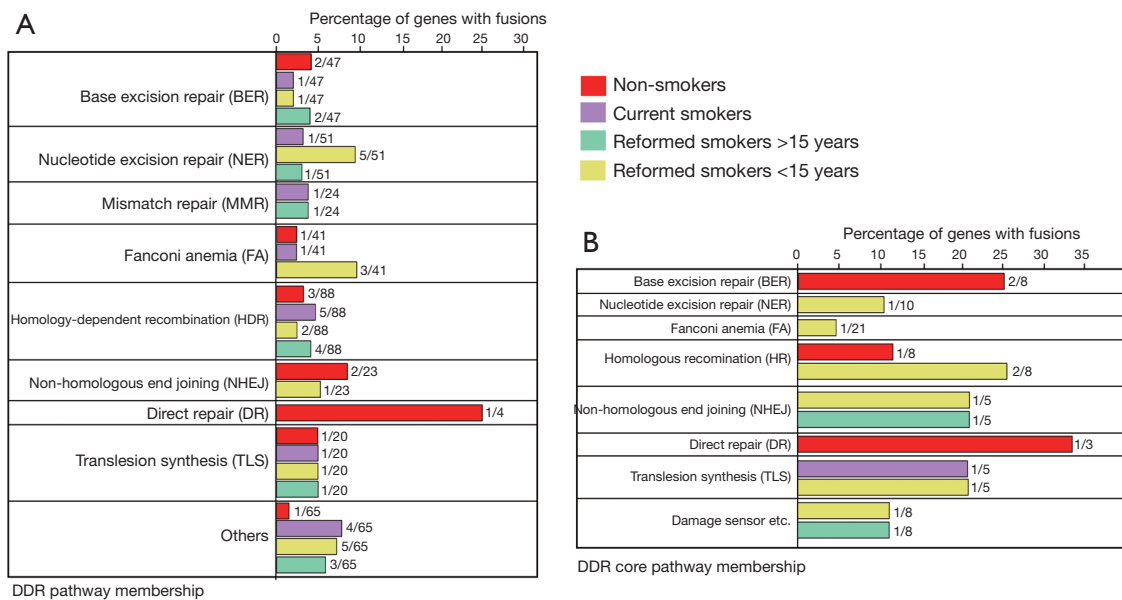 A
Percentage of genes with fusions
0 5 10 15 20 25 30
Base excision repair (BER)
2/47
1/47
1/47
2/47
Nucleotide excision repair (NER)
1/51
5/51
1/51
Mismatch repair (MMR)
1/24
1/24
Fanconi anemia (FA)
1/41
1/41
3/41
Homology-dependent recombination (HDR)
3/88
5/88
2/88
4/88
Non-homologous end joining (NHEJ)
2/23
1/23
Direct repair (DR)
1/4
Translesion synthesis (TLS)
1/20
1/20
1/20
1/20
Others
1/65
4/65
5/65
3/65
DDR pathway membership
Non-smokers
Current smokers
Reformed smokers >15 years
Reformed smokers <15 years
B
Percentage of genes with fusions
0 5 10 15 20 25 30 35
Base excision repair (BER)
2/8
Nucleotide excision repair (NER)
1/10
Fanconi anemia (FA)
1/21
Homologous recomination (HR)
1/8
2/8
Non-homologous end joining (NHEJ)
1/5
1/5
Direct repair (DR)
1/3
Translesion synthesis (TLS)
1/5
1/5
Damage sensor etc.
1/8
1/8
DDR core pathway membership